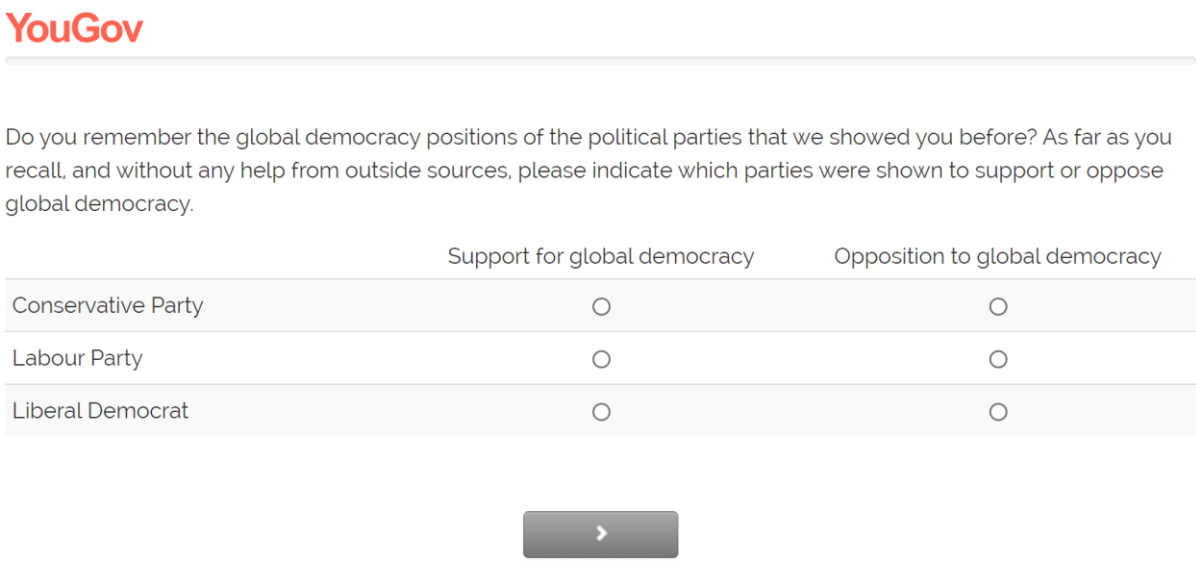 YouGov
Do you remember the global democracy positions of the political parties that we showed you before? As far as you
recall, and without any help from outside sources, please indicate which parties were shown to support or oppose
global democracy.
Support for global democracy Opposition to global democracy
Conservative Party
Labour Party
Liberal Democrat